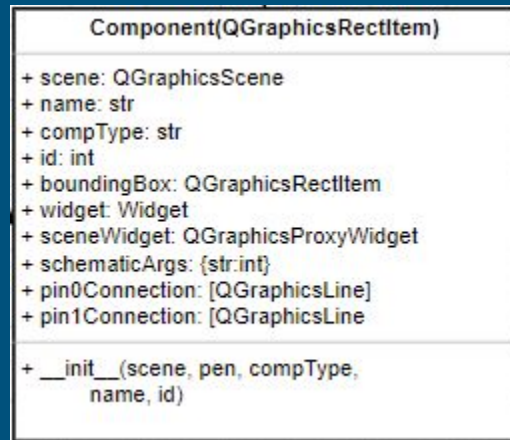 Component(QGraphicsRectItem)
+ scene: QGraphicsScene
+ name: str
+ compType: str
+ id: int
+ boundingBox: QGraphicsRectItem
+ widget: Widget
+ sceneWidget: QGraphicsProxyWidget
+ schematicArgs: {str:int}
+ pin0Connection: [QGraphicsLine]
+ pin1Connection: [QGraphicsLine
+ __init__(scene, pen, compType,
name, id)